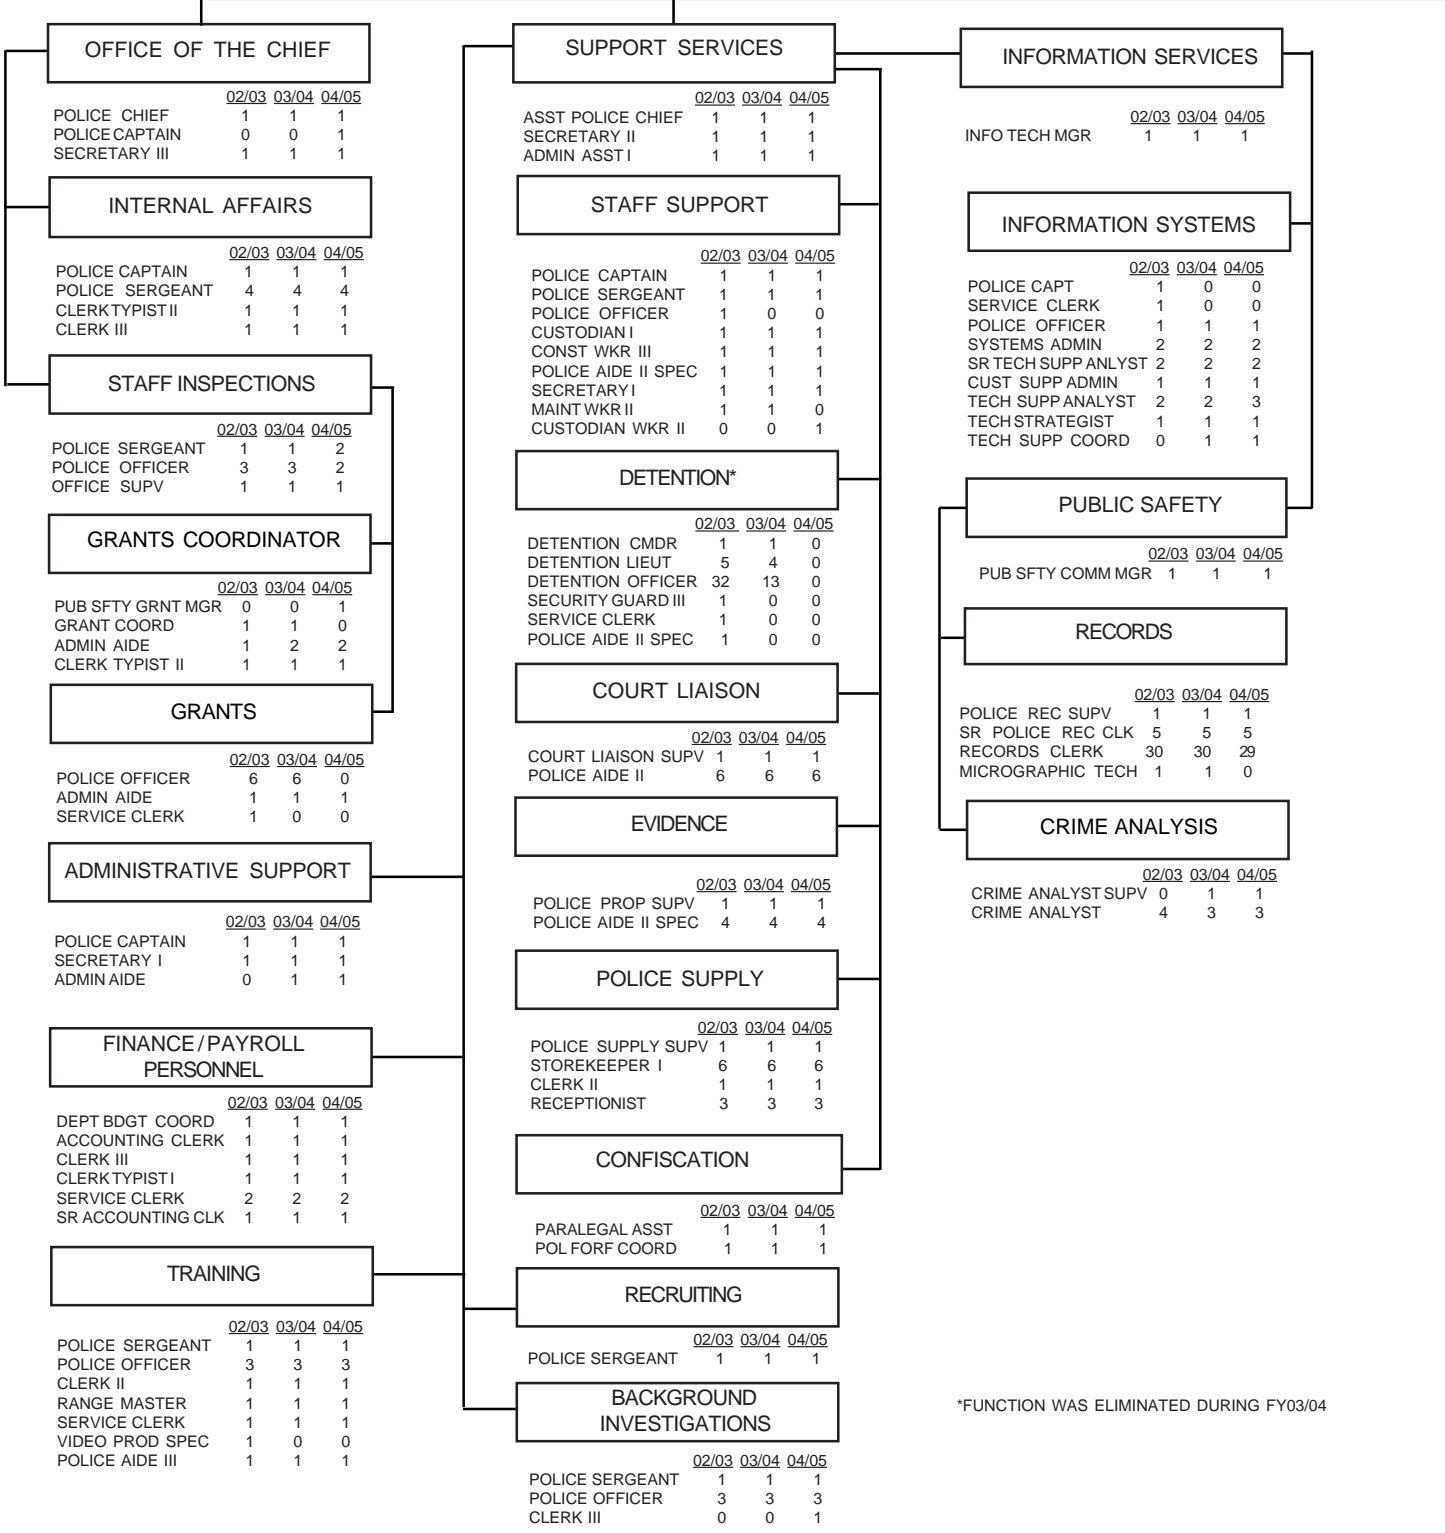 OFFICE OF THE CHIEF
02/03 03/04 04/05
POLICE CHIEF 1 1 1
POLICE CAPTAIN 0 0 1
SECRETARY III 1 1 1
INTERNAL AFFAIRS
02/03 03/04 04/05
POLICE CAPTAIN 1 1 1
POLICE SERGEANT 4 4 4
CLERK TYPIST II 1 1 1
CLERK III 1 1 1
STAFF INSPECTIONS
02/03 03/04 04/05
POLICE SERGEANT 1 1 2
POLICE OFFICER 3 3 2
OFFICE SUPV 1 1 1
GRANTS COORDINATOR
02/03 03/04 04/05
PUB SFTY GRNT MGR 0 0 1
GRANT COORD 1 1 0
ADMIN AIDE 1 2 2
CLERK TYPIST II 1 1 1
GRANTS
02/03 03/04 04/05
POLICE OFFICER 6 6 0
ADMIN AIDE 1 1 1
SERVICE CLERK 1 0 0
ADMINISTRATIVE SUPPORT
02/03 03/04 04/05
POLICE CAPTAIN 1 1 1
SECRETARY I 1 1 1
ADMIN AIDE 0 1 1
FINANCE/PAYROLL
PERSONNEL
02/03 03/04 04/05
DEPT BDGT COORD 1 1 1
ACCOUNTING CLERK 1 1 1
CLERK III 1 1 1
CLERK TYPIST I 1 1 1
SERVICE CLERK 2 2 2
SR ACCOUNTING CLK 1 1 1
TRAINING
02/03 03/04 04/05
POLICE SERGEANT 1 1 1
POLICE OFFICER 3 3 3
CLERK II 1 1 1
RANGE MASTER 1 1 1
SERVICE CLERK 1 1 1
VIDEO PROD SPEC 1 0 0
POLICE AIDE III 1 1 1
SUPPORT SERVICES
02/03 03/04 04/05
ASST POLICE CHIEF 1 1 1
SECRETARY II 1 1 1
ADMIN ASST I 1 1 1
STAFF SUPPORT
02/03 03/04 04/05
POLICE CAPTAIN 1 1 1
POLICE SERGEANT 1 1 1
POLICE OFFICER 1 0 0
CUSTODIAN I 1 1 1
CONST WKR III 1 1 1
POLICE AIDE II SPEC 1 1 1
SECRETARY I 1 1 1
MAINT WKR II 1 1 0
CUSTODIAN WKR II 0 0 1
DETENTION*
02/03 03/04 04/05
DETENTION CMDR 1 1 0
DETENTION LIEUT 5 4 0
DETENTION OFFICER 32 13 0
SECURITY GUARD III 1 0 0
SERVICE CLERK 1 0 0
POLICE AIDE II SPEC 1 0 0
COURT LIAISON
02/03 03/04 04/05
COURT LIAISON SUPV 1 1 1
POLICE AIDE II 6 6 6
EVIDENCE
02/03 03/04 04/05
POLICE PROP SUPV 1 1 1
POLICE AIDE II SPEC 4 4 4
POLICE SUPPLY
02/03 03/04 04/05
POLICE SUPPLY SUPV 1 1 1
STOREKEEPER I 6 6 6
CLERK II 1 1 1
RECEPTIONIST 3 3 3
CONFISCATION
02/03 03/04 04/05
PARALEGAL ASST 1 1 1
POL FORF COORD 1 1 1
RECRUITING
02/03 03/04 04/05
POLICE SERGEANT 1 1 1
BACKGROUND
INVESTIGATIONS
02/03 03/04 04/05
POLICE SERGEANT 1 1 1
POLICE OFFICER 3 3 3
CLERK III 0 0 1
INFORMATION SERVICES
02/03 03/04 04/05
INFO TECH MGR 1 1 1
INFORMATION SYSTEMS
02/03 03/04 04/05
POLICE CAPT 1 0 0
SERVICE CLERK 1 0 0
POLICE OFFICER 1 1 1
SYSTEMS ADMIN 2 2 2
SR TECH SUPP ANLYST 2 2 2
CUST SUPP ADMIN 1 1 1
TECH SUPP ANALYST 2 2 3
TECH STRATEGIST 1 1 1
TECH SUPP COORD 0 1 1
PUBLIC SAFETY
02/03 03/04 04/05
PUB SFTY COMM MGR 1 1 1
RECORDS
02/03 03/04 04/05
POLICE REC SUPV 1 1 1
SR POLICE REC CLK 5 5 5
RECORDS CLERK 30 30 29
MICROGRAPHIC TECH 1 1 0
CRIME ANALYSIS
02/03 03/04 04/05
CRIME ANALYST SUPV 0 1 1
CRIME ANALYST 4 3 3
*FUNCTION WAS ELIMINATED DURING FY03/04